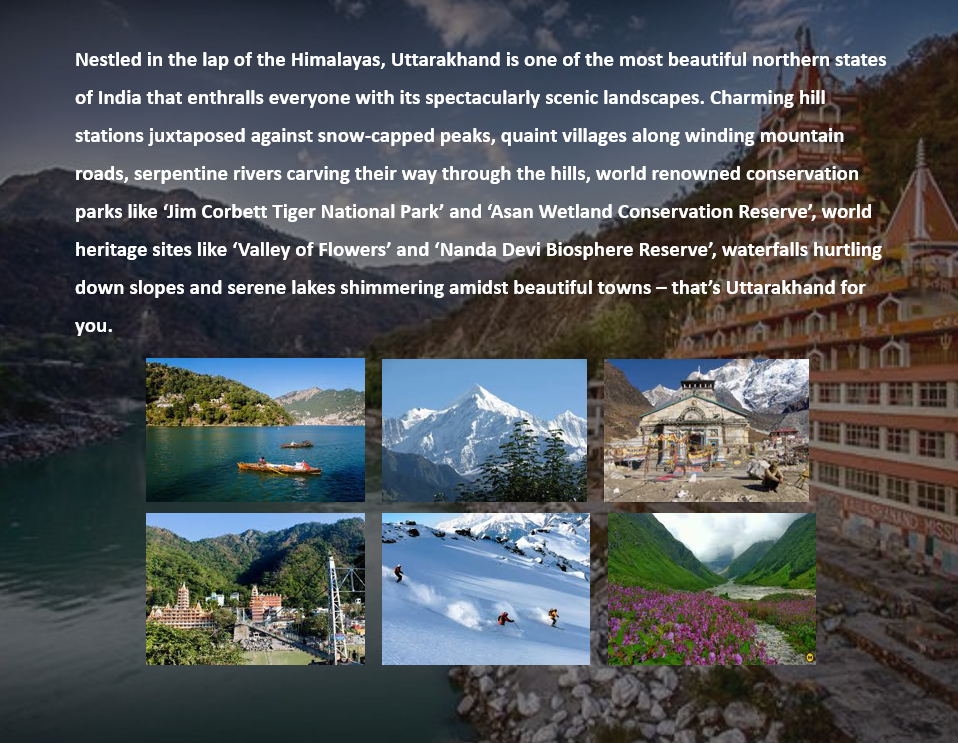 Nestled in the lap of the Himalayas, Uttarakhand is one of the most beautiful northern states
of India that enthralls everyone with its spectacularly scenic landscapes. Charming hill
stations juxtaposed against snow-capped peaks, quaint villages along winding mountain
roads, serpentine rivers carving their way through the hills, world renowned conservation
parks like ‘Jim Corbett Tiger National Park’ and ‘Asan Wetland Conservation Reserve’, world
heritage sites like ‘Valley of Flowers’ and ‘Nanda Devi Biosphere Reserve’, waterfalls hurtling
down slopes and serene lakes shimmering amidst beautiful towns – that’s Uttarakhand for
you.